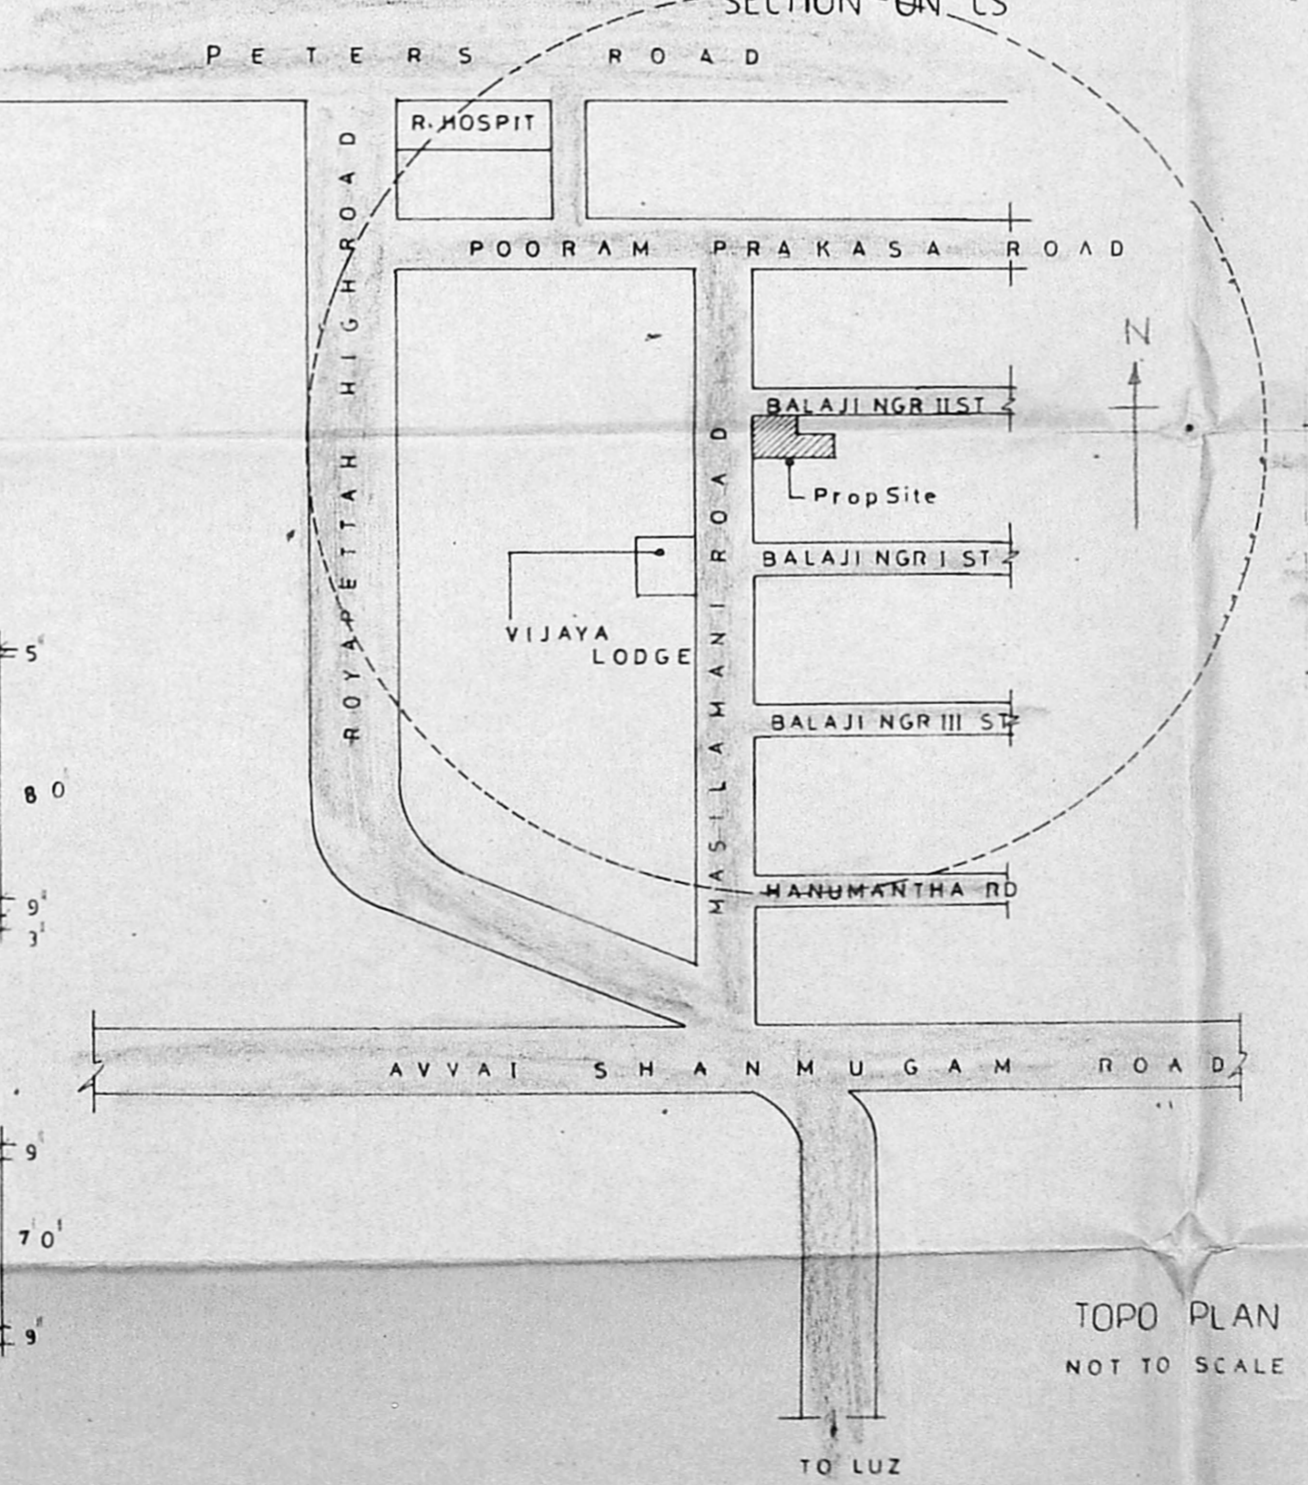 SECTION ON LS
PETERS ROAD
R. HOSPIT
ROYAPETTAH HIGH ROAD
POORAM PRAKASA ROAD
N
BALAJI NGR II ST
Prop Site
MASILAMANI ROAD
BALAJI NGR I ST
VIJAYA
LODGE
5"
BALAJI NGR III ST
8'0"
HANUMANTHA RD
9"
3"
AVVAI SHANMUGAM ROAD
9"
7'0"
TOPO PLAN
9"
NOT TO SCALE
TO LUZ